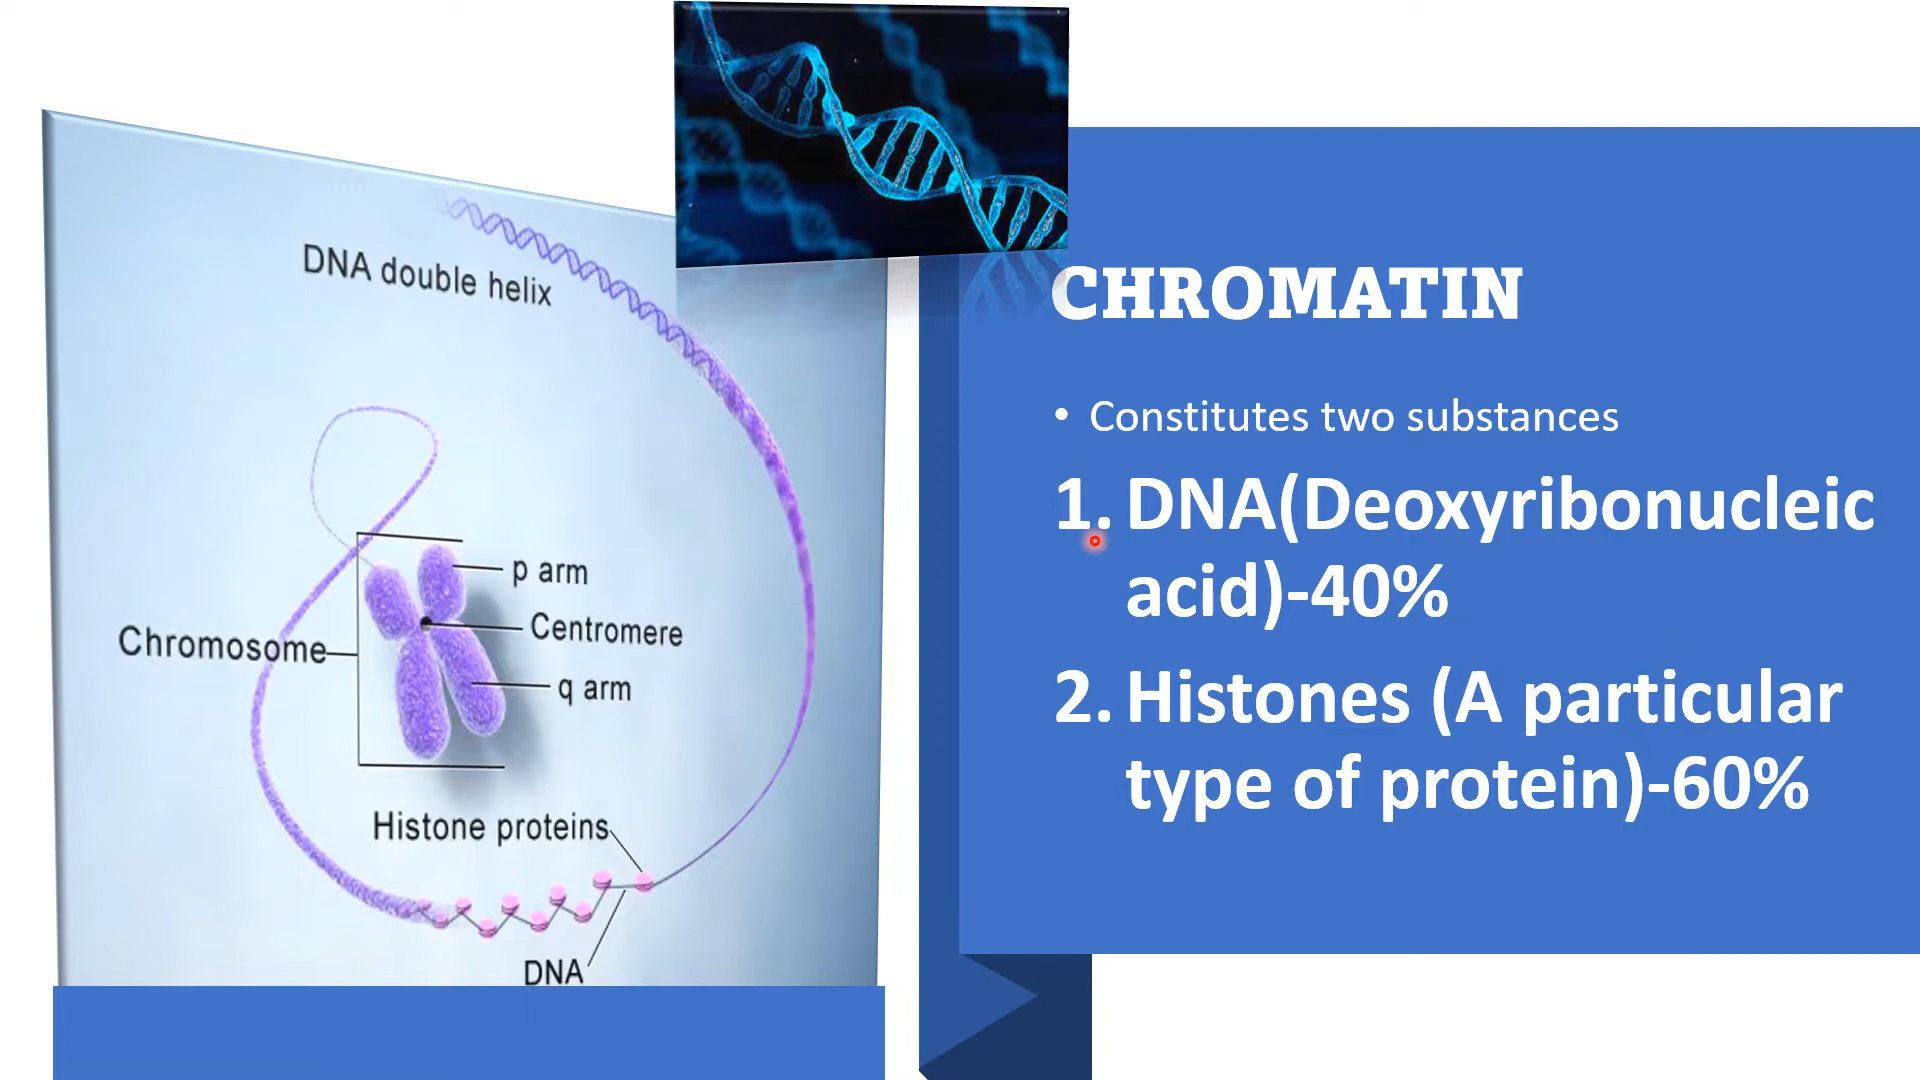 DNA double helix
p arm
Centromere
Chromosome
q arm
Histone proteins
DNA
CHROMATIN
• Constitutes two substances
1. DNA(Deoxyribonucleic
acid)-40%
2. Histones (A particular
type of protein)-60%